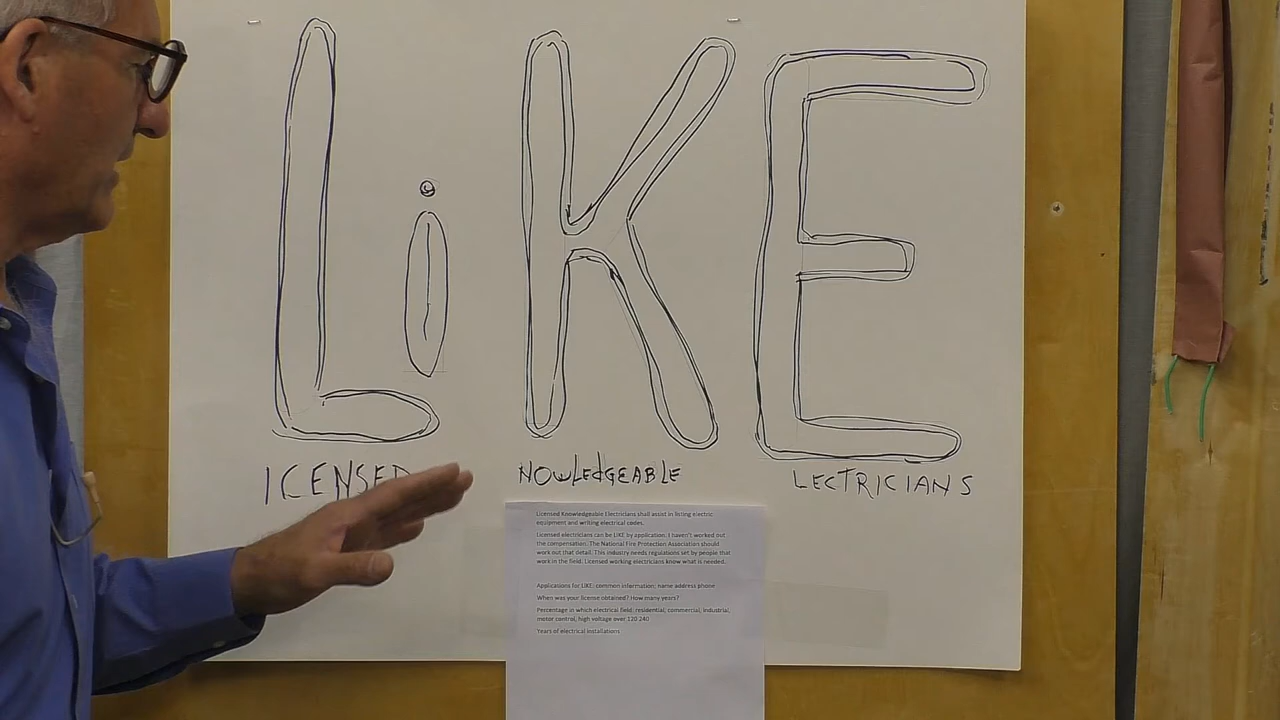 LiKE
ICENSED
NOWLEdGEABLE
LECTRICIANS
Licensed Knowledgeable Electricians shall assist in listing electric
equipment and writing electrical codes.
Licensed electricians can be LIKE by application. I haven't worked out
the compensation. The National Fire Protection Association should
work out that detail. This industry needs regulations set by people that
work in the field. Licensed working electricians know what is needed.
Applications for LIKE: common information; name address phone
When was your license obtained? How many years?
Percentage in which electrical field: residential, commercial, industrial,
motor control, high voltage over 120 240
Years of electrical installations